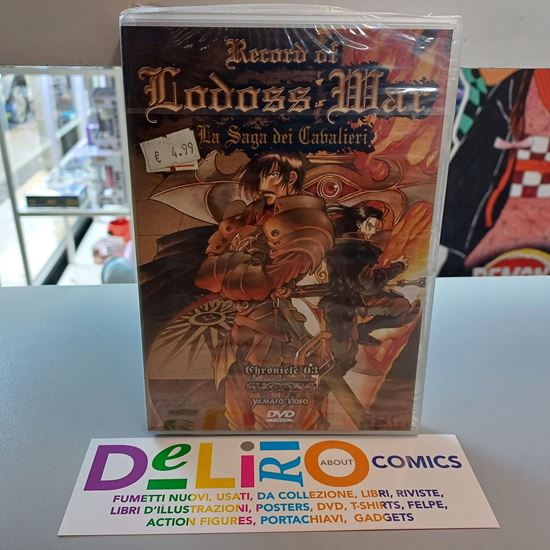 Record of
Lodoss War
La Saga dei Cavalieri
€ 4.99
Chronicle 03
YAMATO VIDEO
DVD
VIDEO
DeLiRiO
ABOUT
COMICS
FUMETTI NUOVI, USATI, DA COLLEZIONE, LIBRI, RIVISTE,
LIBRI D'ILLUSTRAZIONI, POSTERS, DVD, T-SHIRTS, FELPE,
ACTION FIGURES, PORTACHIAVI, GADGETS